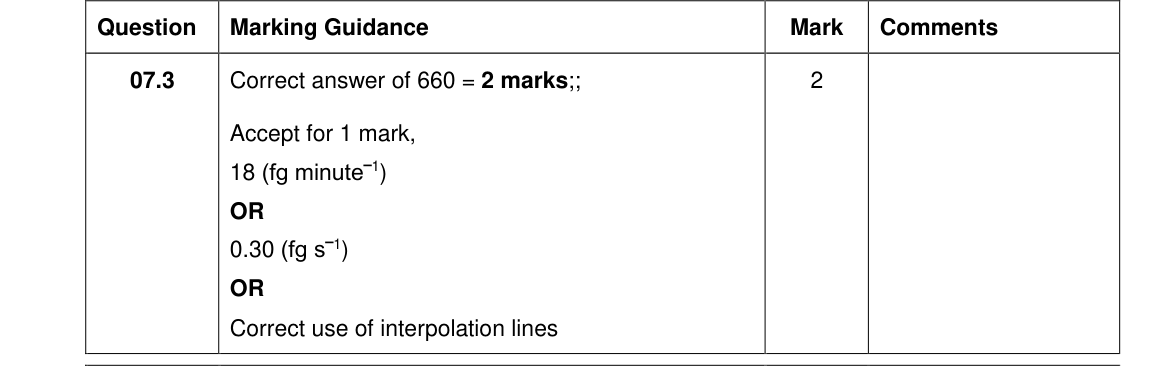 Question Marking Guidance Mark Comments
07.3 Correct answer of 660 = 2 marks;; 2
Accept for 1 mark,
18 (fg minute⁻¹)
OR
0.30 (fg s⁻¹)
OR
Correct use of interpolation lines